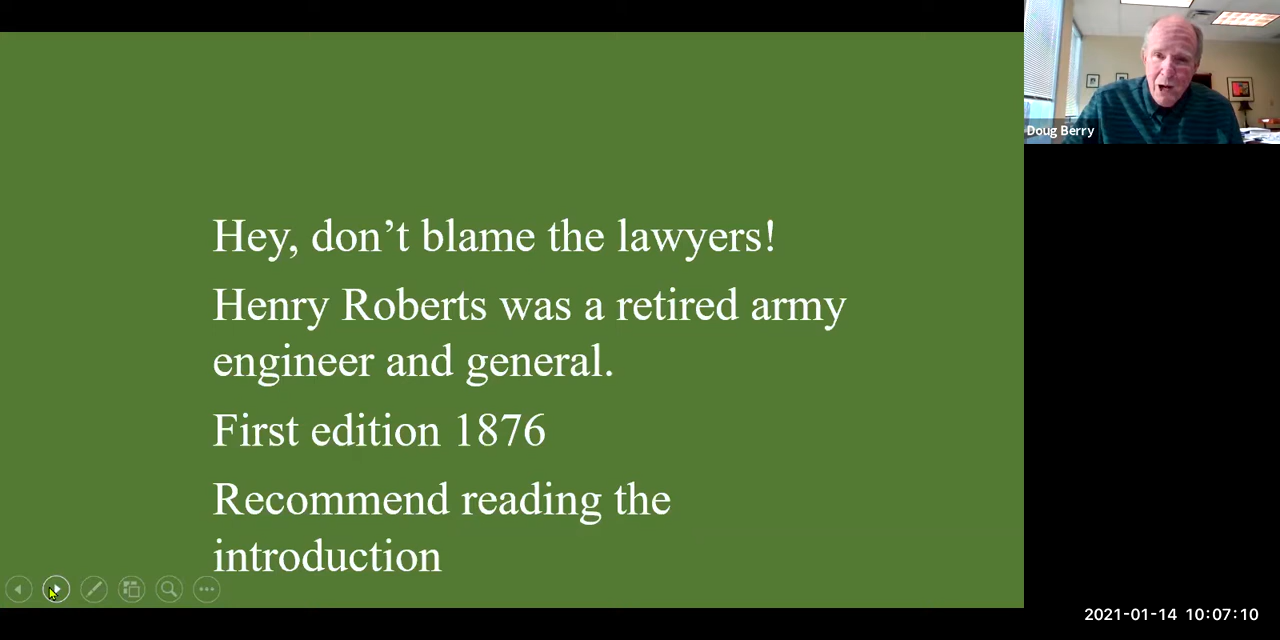 Hey, don’t blame the lawyers!
Henry Roberts was a retired army
engineer and general.
First edition 1876
Recommend reading the
introduction
Doug Berry
2021-01-14 10:07:10